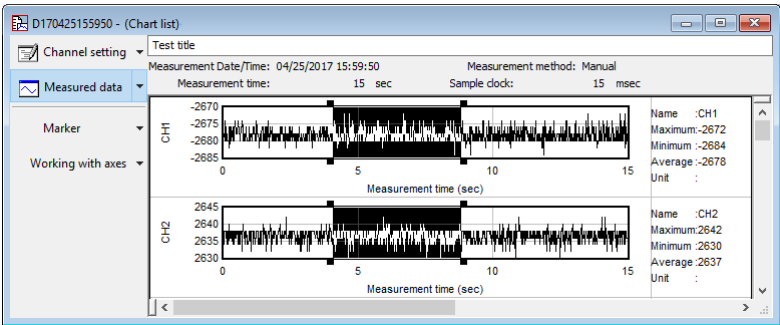 D170425155950 - (Chart list)
Channel setting
Measured data
Marker
Working with axes
Test title
Measurement Date/Time: 04/25/2017 15:59:50 Measurement method: Manual
Measurement time: 15 sec Sample clock: 15 msec
CH1
-2670
-2675
-2680
-2685
0 5 10 15
Measurement time (sec)
Name :CH1
Maximum:-2672
Minimum :-2684
Average :-2678
Unit :
CH2
2645
2640
2635
2630
0 5 10 15
Measurement time (sec)
Name :CH2
Maximum:2642
Minimum :2630
Average :2637
Unit :